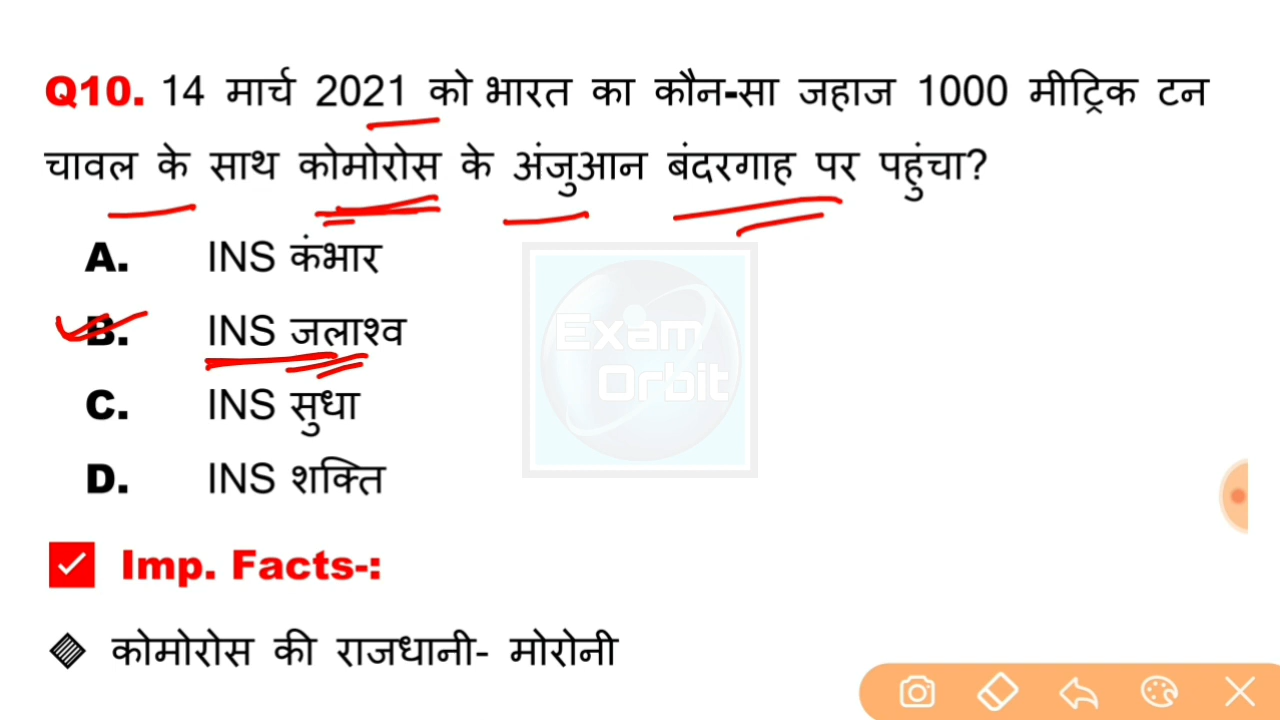 Q10. 14 मार्च 2021 को भारत का कौन-सा जहाज 1000 मीट्रिक टन
चावल के साथ कोमोरोस के अंजुआन बंदरगाह पर पहुंचा?
A. INS कंभार
B. INS जलाश्व
C. INS सुधा
D. INS शक्ति
Exam
Orbit
Imp. Facts-:
कोमोरोस की राजधानी- मोरोनी